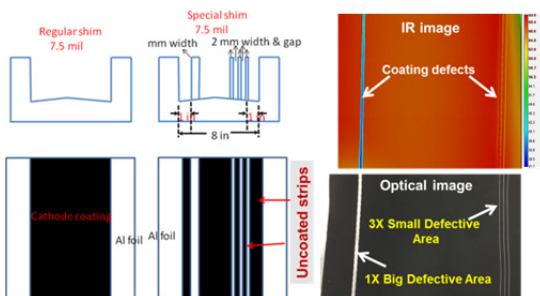 Regular shim
7.5 mil
Special shim
7.5 mil
mm width
2 mm width & gap
1 in
8 in
Cathode coating
Al foil
Al foil
Uncoated strips
IR image
Coating defects
Optical image
3X Small Defective
Area
1X Big Defective Area